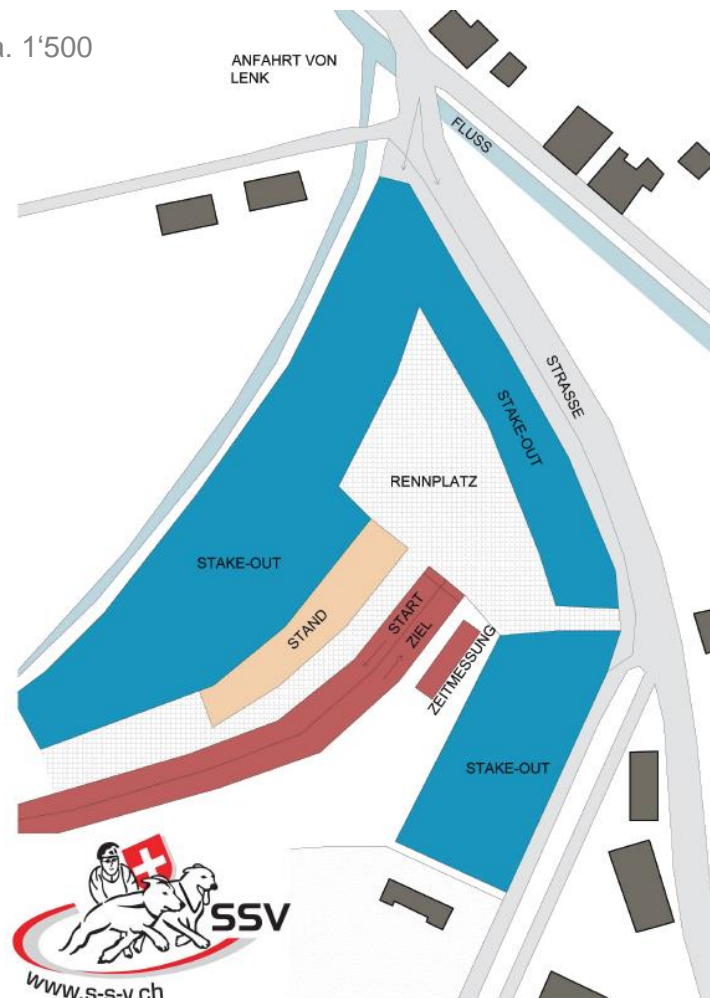 a. 1‘500
ANFAHRT VON
LENK
FLUSS
STRASSE
STAKE-OUT
RENNPLATZ
STAKE-OUT
STAND
START
ZIEL
ZEITMESSUNG
STAKE-OUT
SSV
www.s-s-v.ch